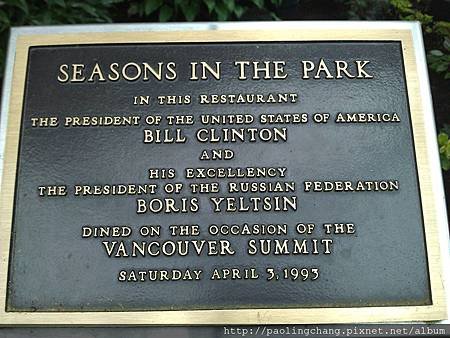 SEASONS IN THE PARK
IN THIS RESTAURANT
THE PRESIDENT OF THE UNITED STATES OF AMERICA
BILL CLINTON
AND
HIS EXCELLENCY
THE PRESIDENT OF THE RUSSIAN FEDERATION
BORIS YELTSIN
DINED ON THE OCCASION OF THE
VANCOUVER SUMMIT
SATURDAY APRIL 3, 1993
http://paolingchang.pixnet.net/album